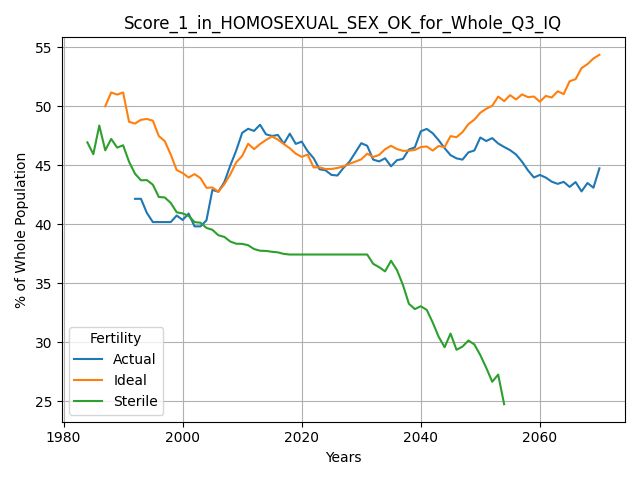 Score_1_in_HOMOSEXUAL_SEX_OK_for_Whole_Q3_IQ
% of Whole Population
55
50
45
40
35
30
25
Fertility
Actual
Ideal
Sterile
1980 2000 2020 2040 2060
Years